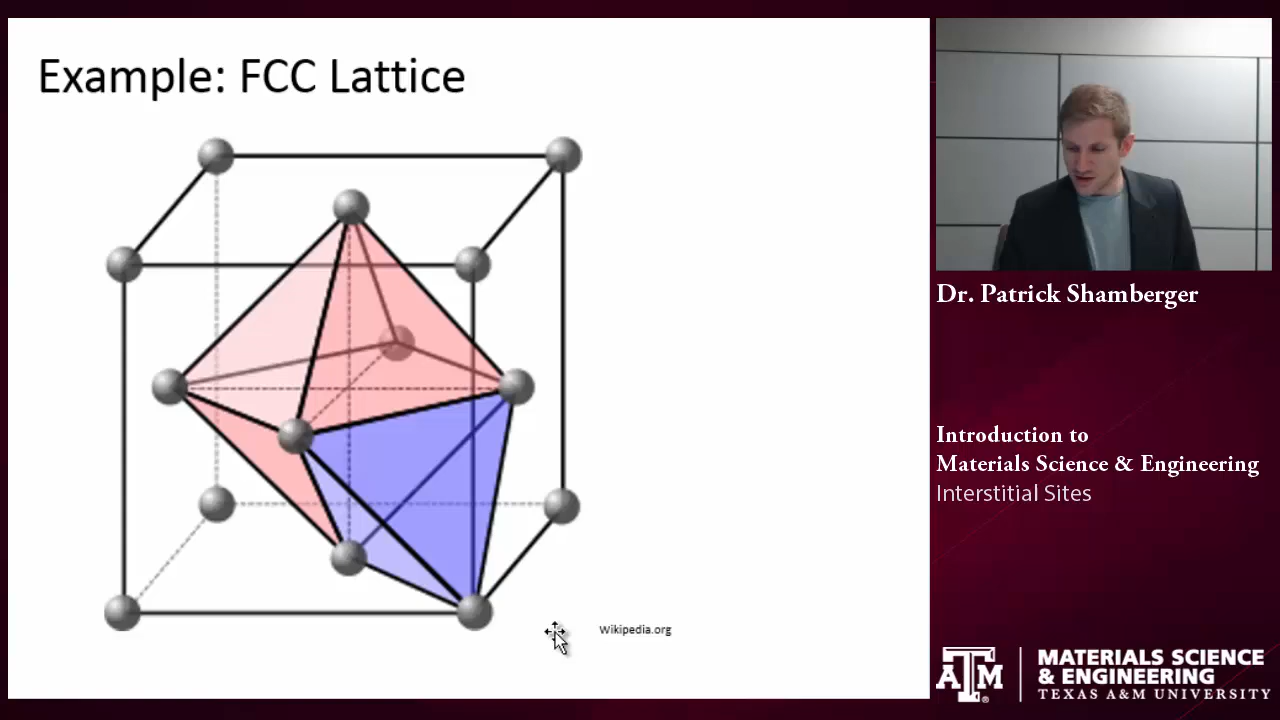 Example: FCC Lattice
Wikipedia.org
Dr. Patrick Shamberger
Introduction to
Materials Science & Engineering
Interstitial Sites
ATM
MATERIALS SCIENCE
& ENGINEERING
TEXAS A&M UNIVERSITY